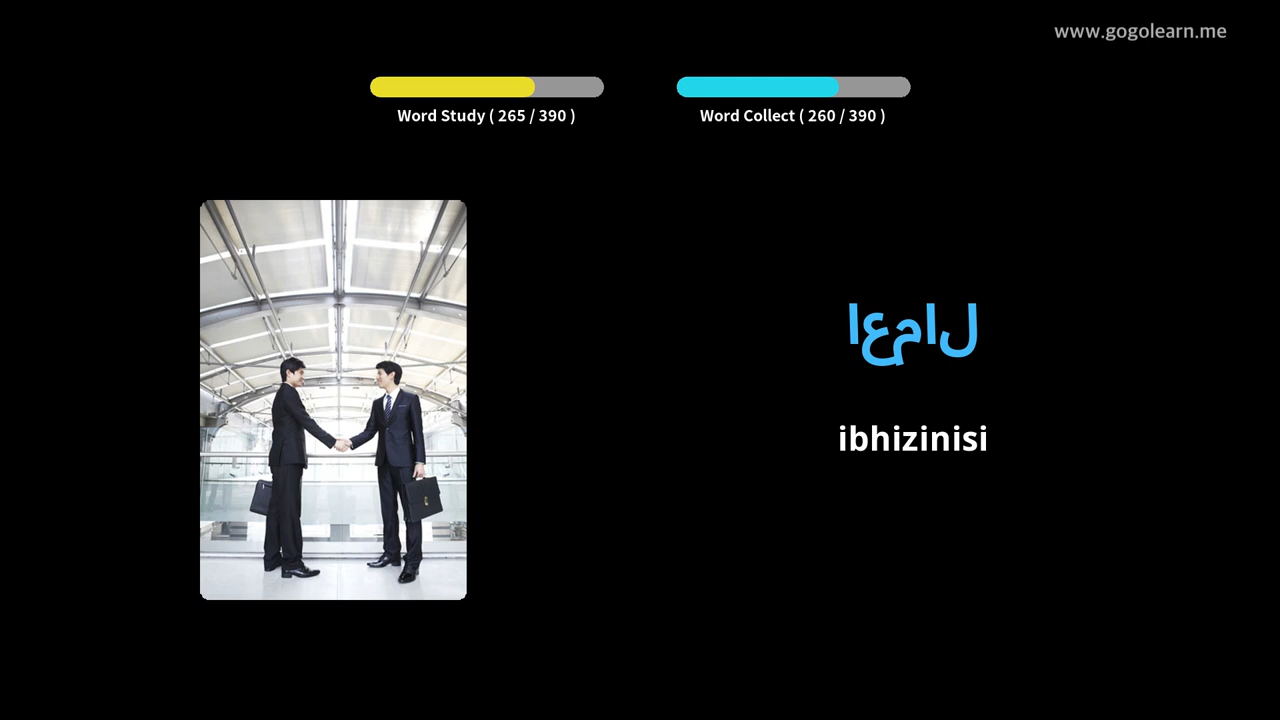 www.gogolearn.me
Word Study ( 265 / 390 )
Word Collect ( 260 / 390 )
اعمال
ibhizinisi